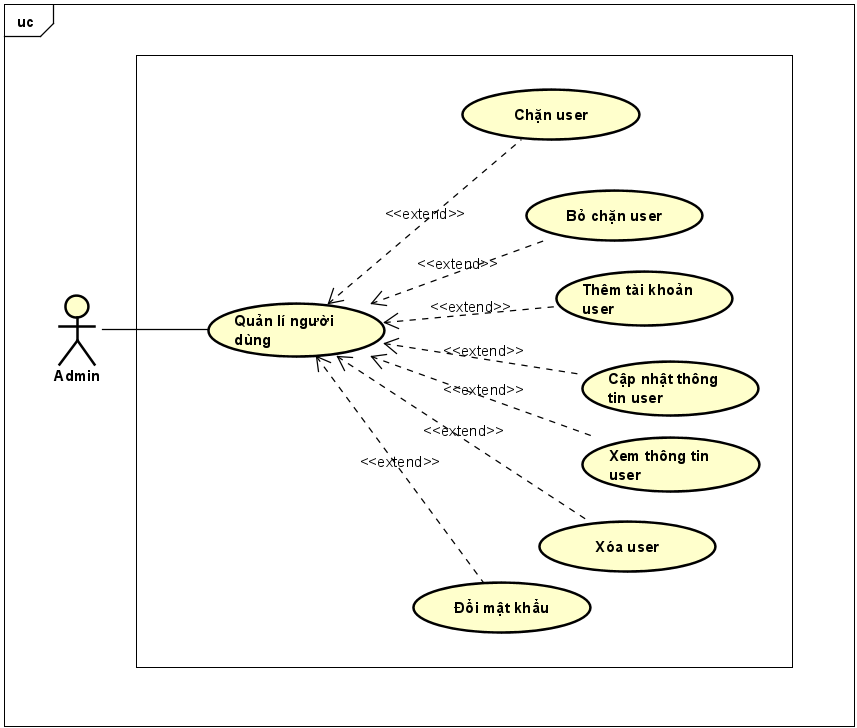 uc
Chặn user
<<extend>>
Bỏ chặn user
<<extend>>
Thêm tài khoản
user
<<extend>>
Quản lí người
dùng
<<extend>>
Admin
Cập nhật thông
tin user
<<extend>>
<<extend>>
Xem thông tin
user
<<extend>>
Xóa user
Đổi mật khẩu